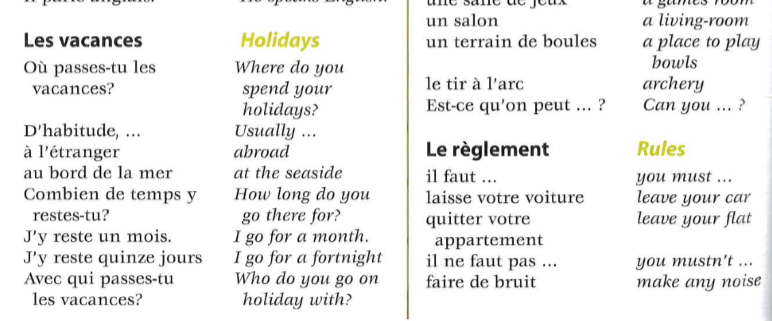 Il parle anglais. He speaks English.
Les vacances Holidays
Où passes-tu les Where do you
vacances? spend your
holidays?
D'habitude, ... Usually ...
à l'étranger abroad
au bord de la mer at the seaside
Combien de temps y How long do you
restes-tu? go there for?
J'y reste un mois. I go for a month.
J'y reste quinze jours I go for a fortnight
Avec qui passes-tu Who do you go on
les vacances? holiday with?
une salle de jeux a games room
un salon a living-room
un terrain de boules a place to play
bowls
le tir à l'arc archery
Est-ce qu'on peut ... ? Can you ... ?
Le règlement Rules
il faut ... you must ...
laisse votre voiture leave your car
quitter votre leave your flat
appartement
il ne faut pas ... you mustn't ...
faire de bruit make any noise